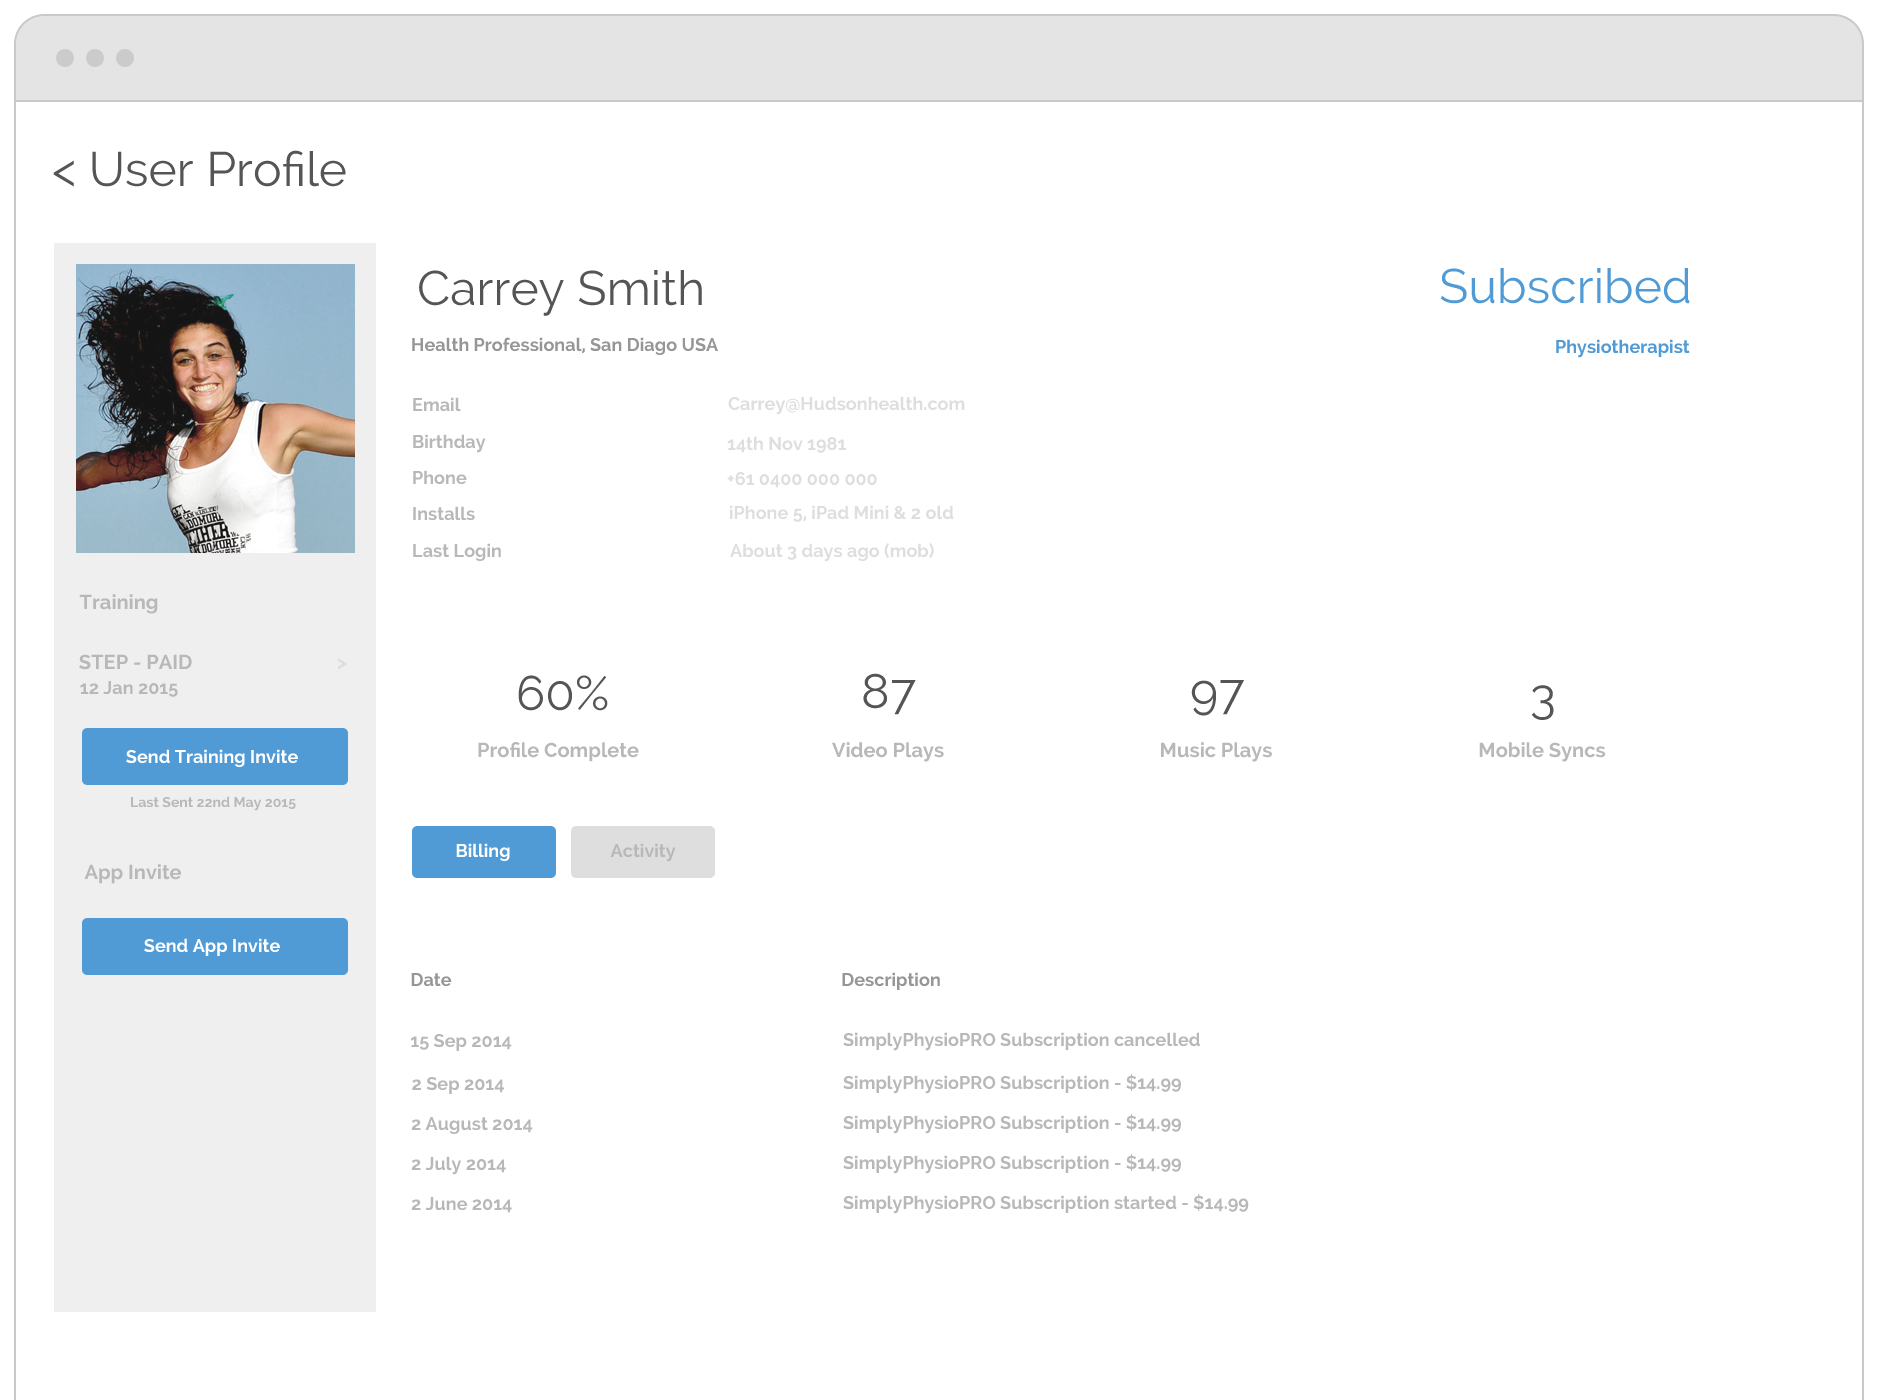 < User Profile
Carrey Smith
Subscribed
Health Professional, San Diago USA
Physiotherapist
Email
Carrey@Hudsonhealth.com
Birthday
14th Nov 1981
Phone
+61 0400 000 000
Installs
iPhone 5, iPad Mini & 2 old
Last Login
About 3 days ago (mob)
DOMORE
DOMORE
Training
STEP - PAID
>
12 Jan 2015
Send Training Invite
Last Sent 22nd May 2015
App Invite
Send App Invite
60%
87
97
3
Profile Complete
Video Plays
Music Plays
Mobile Syncs
Billing
Activity
Date
Description
15 Sep 2014
SimplyPhysioPRO Subscription cancelled
2 Sep 2014
SimplyPhysioPRO Subscription - $14.99
2 August 2014
SimplyPhysioPRO Subscription - $14.99
2 July 2014
SimplyPhysioPRO Subscription - $14.99
2 June 2014
SimplyPhysioPRO Subscription started - $14.99